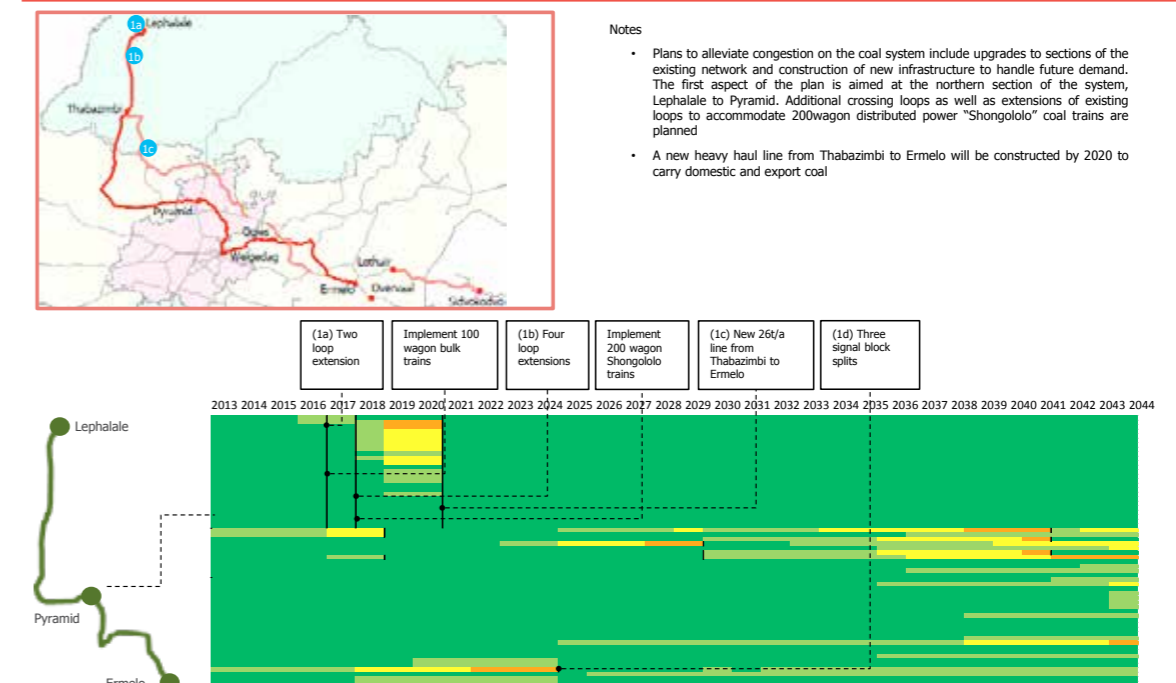 1a
Lephalale
1b
Thabazimbi
1c
Pyramid
Ogies
Welgedag
Lothair
Ermelo
Overvaal
Sidvokodvo
Notes
• Plans to alleviate congestion on the coal system include upgrades to sections of the
existing network and construction of new infrastructure to handle future demand.
The first aspect of the plan is aimed at the northern section of the system,
Lephalale to Pyramid. Additional crossing loops as well as extensions of existing
loops to accommodate 200wagon distributed power “Shongololo” coal trains are
planned
• A new heavy haul line from Thabazimbi to Ermelo will be constructed by 2020 to
carry domestic and export coal
(1a) Two
loop
extension
Implement 100
wagon bulk
trains
(1b) Four
loop
extensions
Implement
200 wagon
Shongololo
trains
(1c) New 26t/a
line from
Thabazimbi to
Ermelo
(1d) Three
signal block
splits
2013 2014 2015 2016 2017 2018 2019 2020 2021 2022 2023 2024 2025 2026 2027 2028 2029 2030 2031 2032 2033 2034 2035 2036 2037 2038 2039 2040 2041 2042 2043 2044
Lephalale
Pyramid
Ermelo